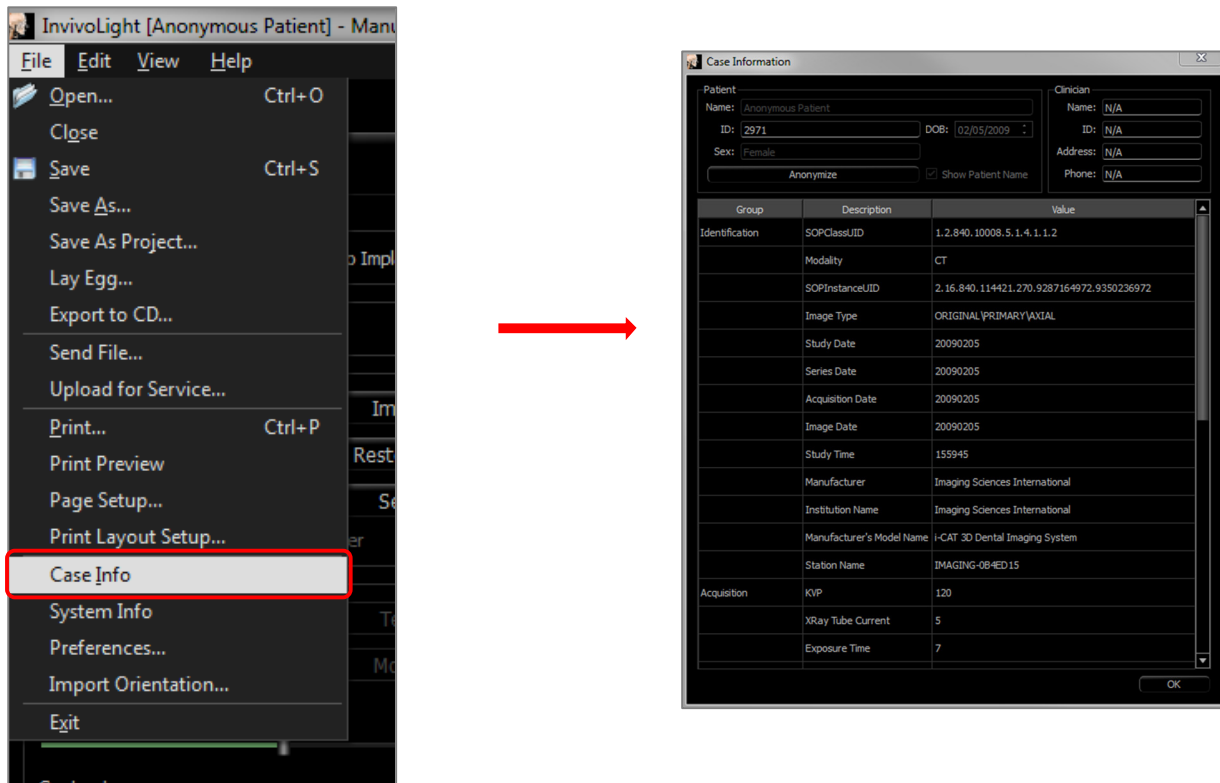 InvivoLight [Anonymous Patient] - Manu
File Edit View Help
Open... Ctrl+O
Close
Save Ctrl+S
Save As...
Save As Project...
Lay Egg...
Export to CD...
Send File...
Upload for Service...
Print... Ctrl+P
Print Preview
Page Setup...
Print Layout Setup...
Case Info
System Info
Preferences...
Import Orientation...
Exit
o Impl
Im
Rest
Se
er
Te
Mo
Case Information
Patient
Name: Anonymous Patient
ID: 2971 DOB: 02/05/2009
Sex: Female
Anonymize Show Patient Name
Clinician
Name: N/A
ID: N/A
Address: N/A
Phone: N/A
Group Description Value
Identification SOPClassUID 1.2.840.10008.5.1.4.1.1.2
Modality CT
SOPInstanceUID 2.16.840.114421.270.9287164972.9350236972
Image Type ORIGINAL\PRIMARY\AXIAL
Study Date 20090205
Series Date 20090205
Acquisition Date 20090205
Image Date 20090205
Study Time 155945
Manufacturer Imaging Sciences International
Institution Name Imaging Sciences International
Manufacturer's Model Name i-CAT 3D Dental Imaging System
Station Name IMAGING-0B4ED15
Acquisition KVP 120
XRay Tube Current 5
Exposure Time 7
OK